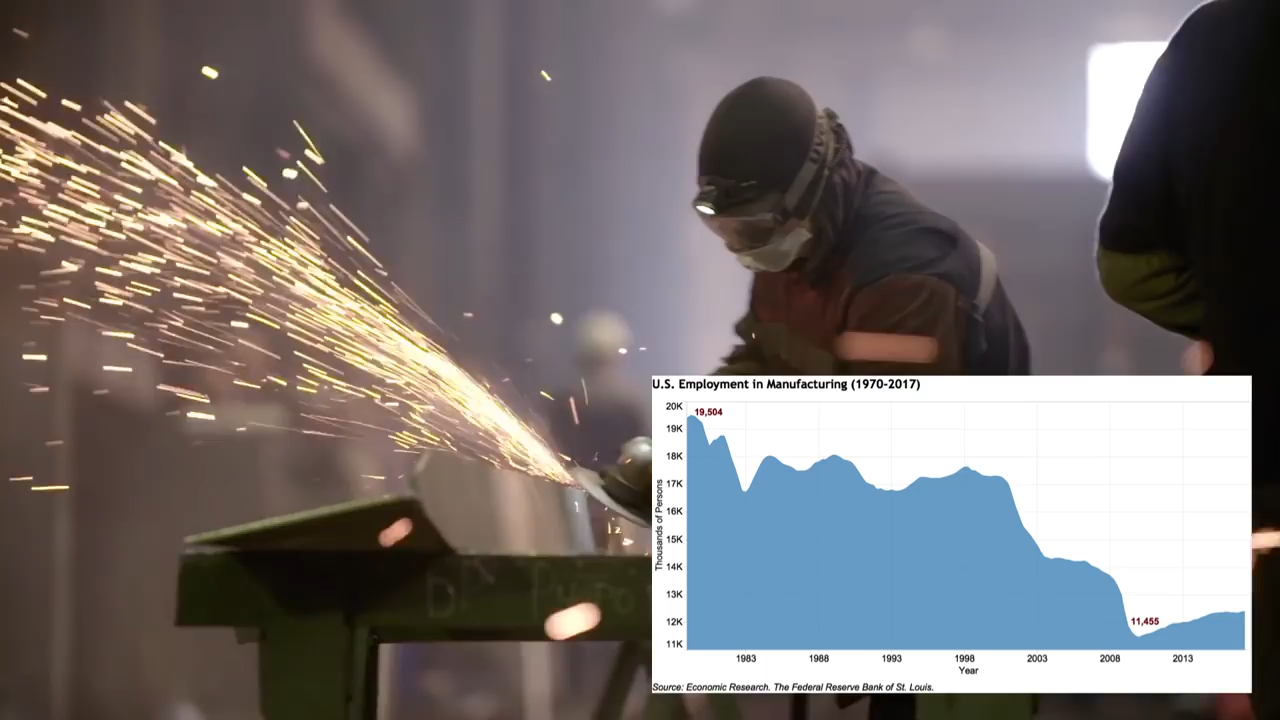 U.S. Employment in Manufacturing (1970-2017)
20K
19,504
19K
18K
17K
16K
15K
14K
13K
12K
11,455
11K
Thousands of Persons
1983 1988 1993 1998 2003 2008 2013
Year
Source: Economic Research. The Federal Reserve Bank of St. Louis.